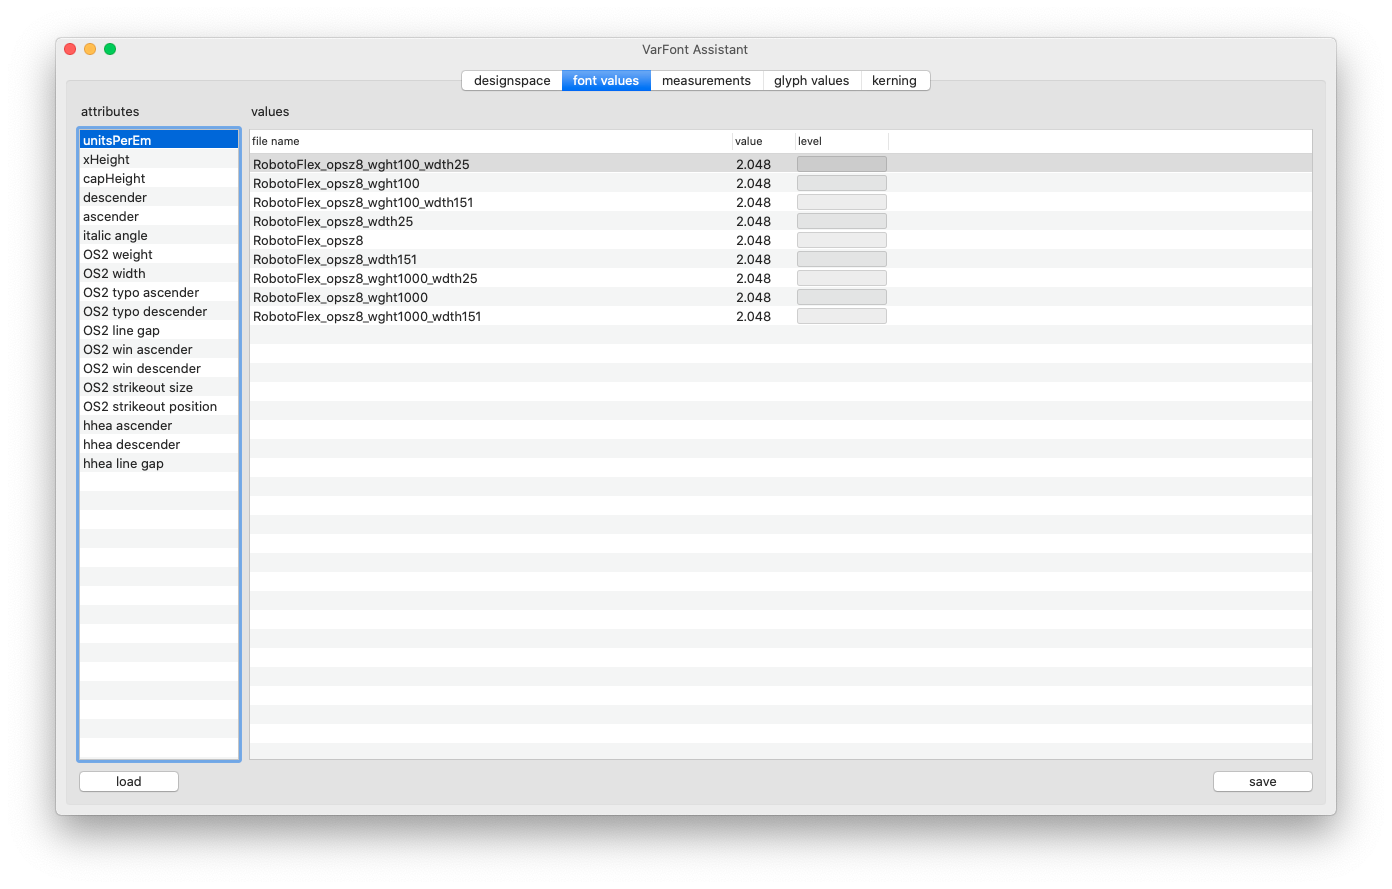 VarFont Assistant
designspace font values measurements glyph values kerning
attributes
unitsPerEm
xHeight
capHeight
descender
ascender
italic angle
OS2 weight
OS2 width
OS2 typo ascender
OS2 typo descender
OS2 line gap
OS2 win ascender
OS2 win descender
OS2 strikeout size
OS2 strikeout position
hhea ascender
hhea descender
hhea line gap
values
file name value level
RobotoFlex_opsz8_wght100_wdth25 2.048
RobotoFlex_opsz8_wght100 2.048
RobotoFlex_opsz8_wght100_wdth151 2.048
RobotoFlex_opsz8_wdth25 2.048
RobotoFlex_opsz8 2.048
RobotoFlex_opsz8_wdth151 2.048
RobotoFlex_opsz8_wght1000_wdth25 2.048
RobotoFlex_opsz8_wght1000 2.048
RobotoFlex_opsz8_wght1000_wdth151 2.048
load
save